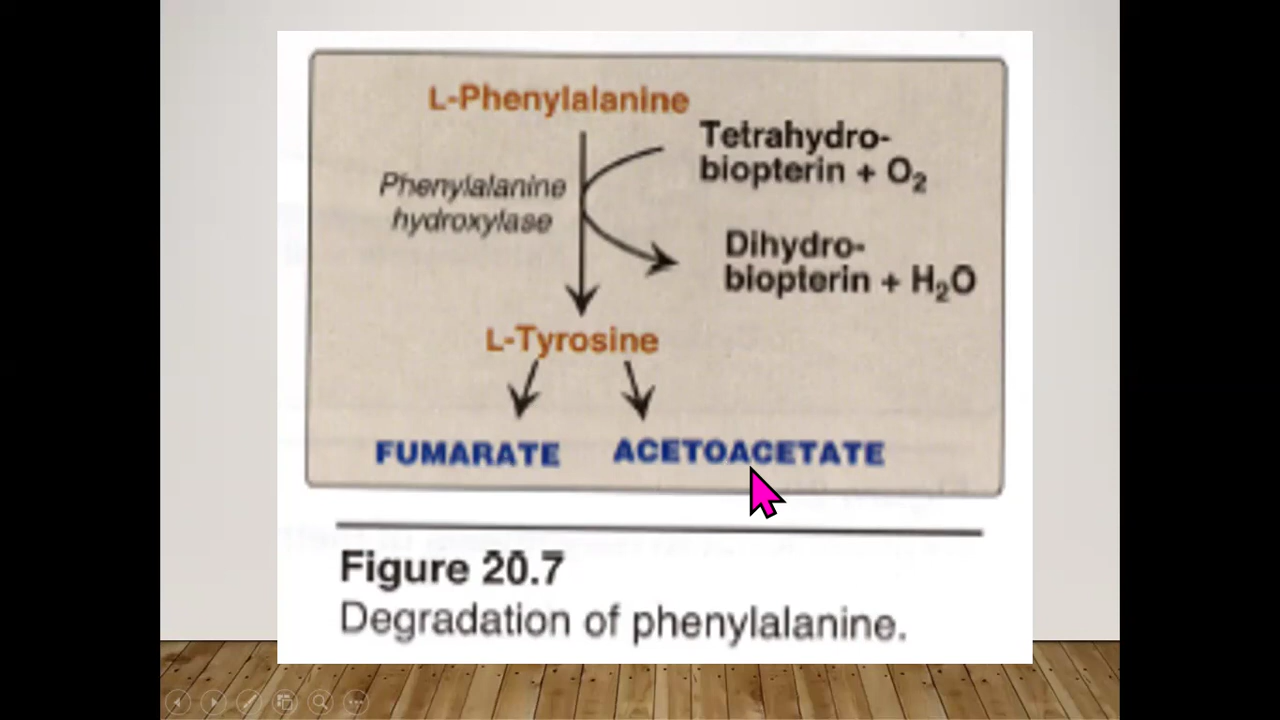 L-Phenylalanine
Tetrahydro-
biopterin + O₂
Phenylalanine
hydroxylase
Dihydro-
biopterin + H₂O
L-Tyrosine
FUMARATE ACETOACETATE
Figure 20.7
Degradation of phenylalanine.